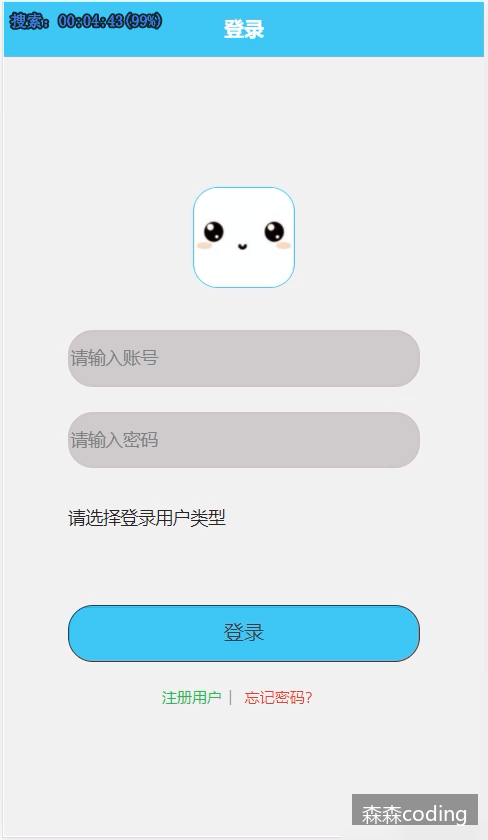 搜索：00:04:43(99%)
登录
请输入账号
请输入密码
请选择登录用户类型
登录
注册用户 | 忘记密码?
森森coding